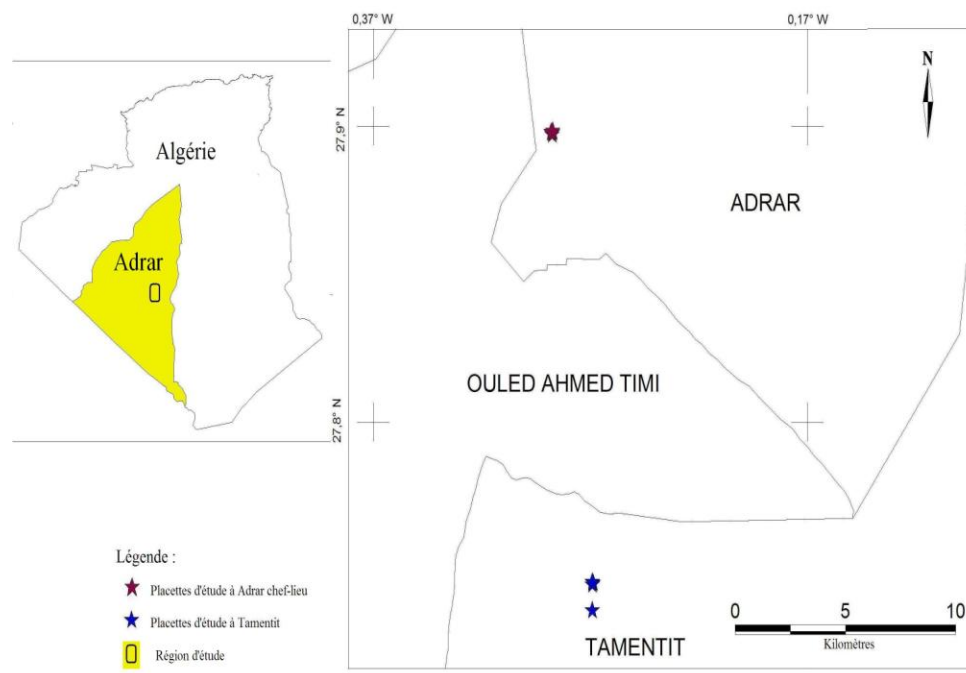 0,37° W
0,17° W
N
27,9° N
Algérie
ADRAR
Adrar
OULED AHMED TIMI
27,8° N
Légende :
Placettes d'étude à Adrar chef-lieu
Placettes d'étude à Tamentit
Région d'étude
0 5 10
Kilomètres
TAMENTIT